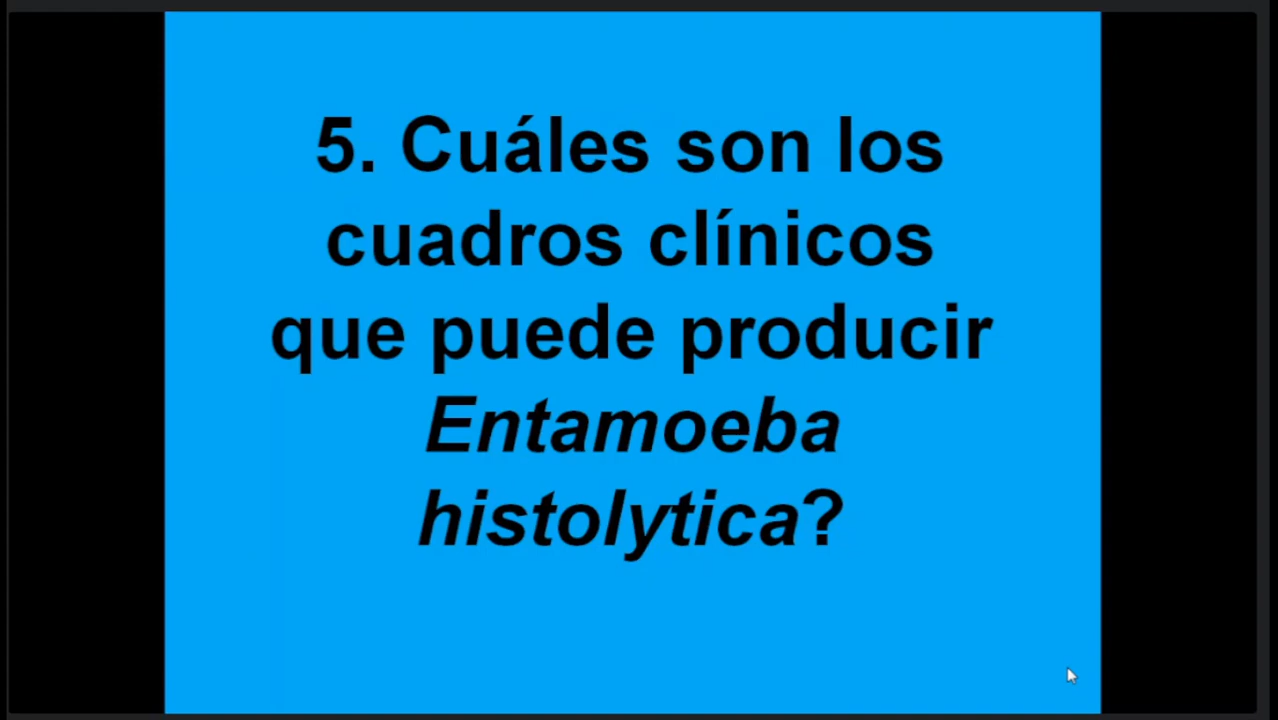 5. Cuáles son los
cuadros clínicos
que puede producir
Entamoeba
histolytica?